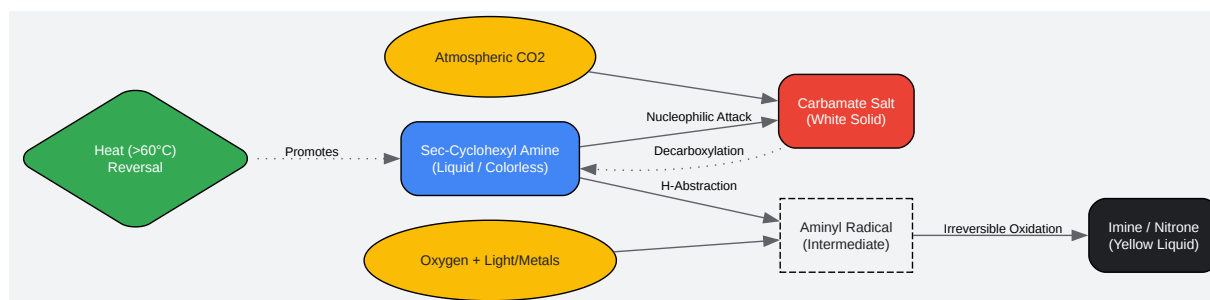 Atmospheric CO2
Carbamate Salt
(White Solid)
Nucleophilic Attack
Heat (>60°C)
Reversal
Promotes
Sec-Cyclohexyl Amine
(Liquid / Colorless)
Decarboxylation
H-Abstraction
Aminyl Radical
(Intermediate)
Irreversible Oxidation
Imine / Nitrone
(Yellow Liquid)
Oxygen + Light/Metals